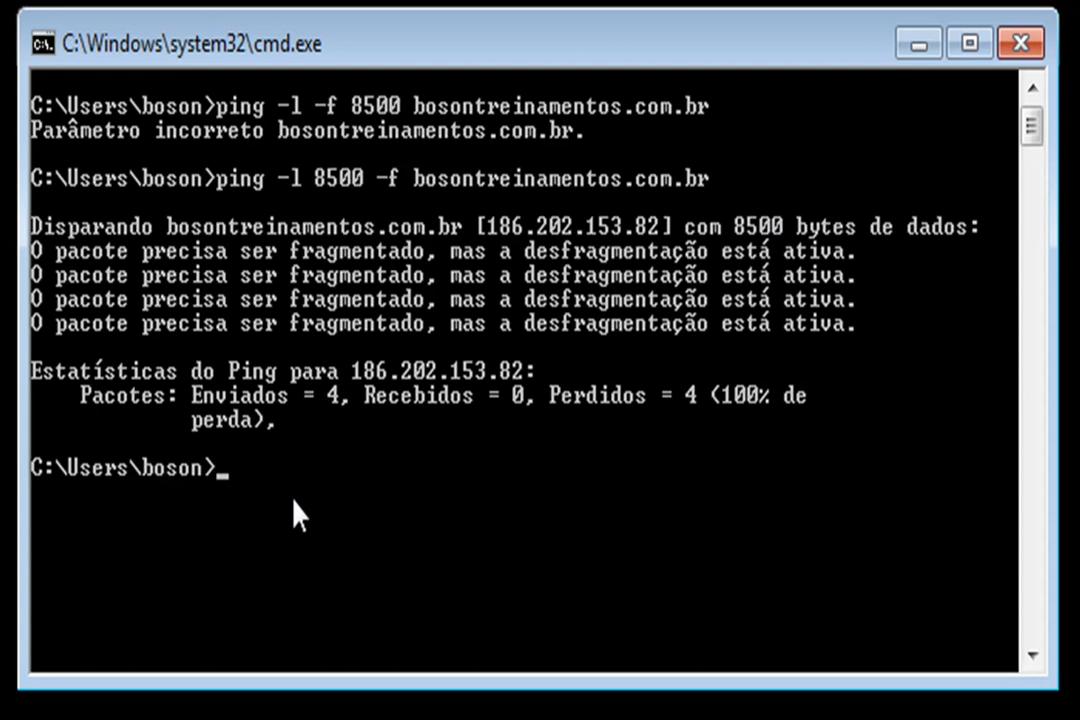 C:\Windows\system32\cmd.exe
C:\Users\boson>ping -l -f 8500 bosontreinamentos.com.br
Parâmetro incorreto bosontreinamentos.com.br.
C:\Users\boson>ping -l 8500 -f bosontreinamentos.com.br
Disparando bosontreinamentos.com.br [186.202.153.82] com 8500 bytes de dados:
O pacote precisa ser fragmentado, mas a desfragmentação está ativa.
O pacote precisa ser fragmentado, mas a desfragmentação está ativa.
O pacote precisa ser fragmentado, mas a desfragmentação está ativa.
O pacote precisa ser fragmentado, mas a desfragmentação está ativa.
Estatísticas do Ping para 186.202.153.82:
Pacotes: Enviados = 4, Recebidos = 0, Perdidos = 4 (100% de
perda),
C:\Users\boson>_